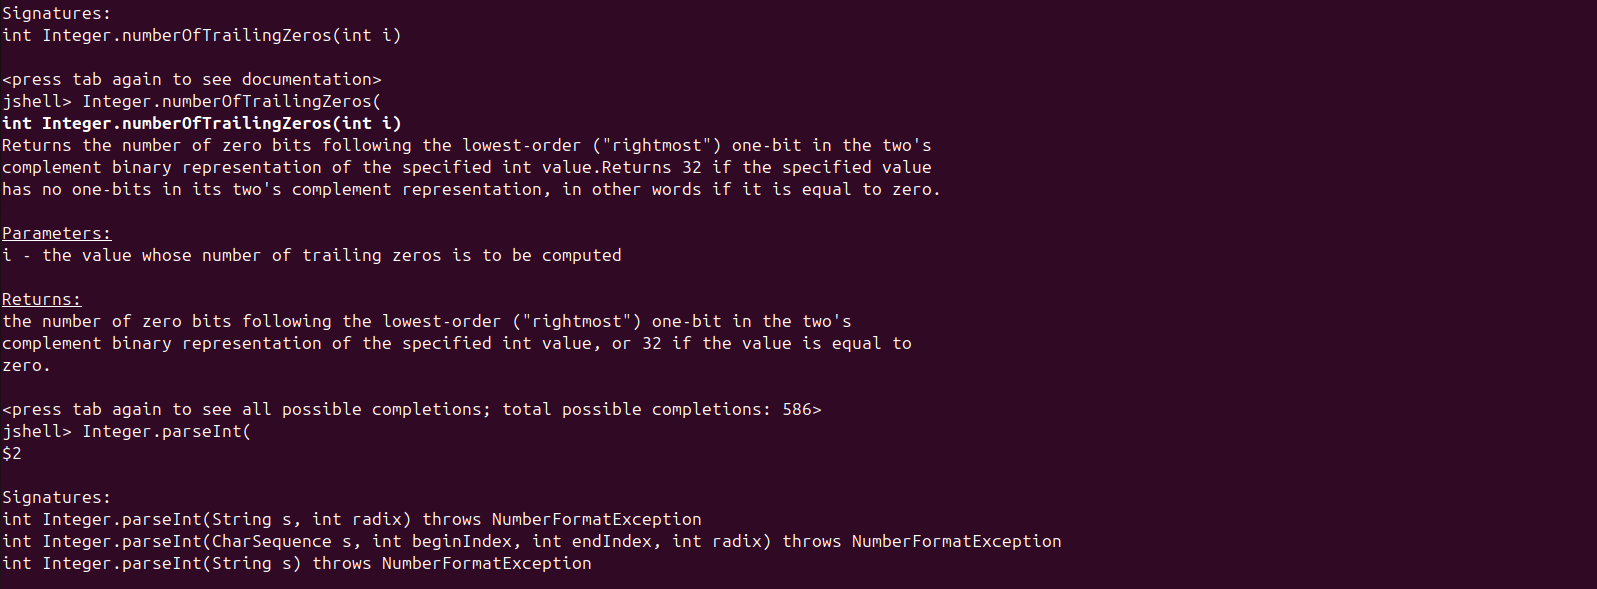 Signatures:
int Integer.numberOfTrailingZeros(int i)
<press tab again to see documentation>
jshell> Integer.numberOfTrailingZeros(
int Integer.numberOfTrailingZeros(int i)
Returns the number of zero bits following the lowest-order ("rightmost") one-bit in the two's
complement binary representation of the specified int value.Returns 32 if the specified value
has no one-bits in its two's complement representation, in other words if it is equal to zero.
Parameters:
i - the value whose number of trailing zeros is to be computed
Returns:
the number of zero bits following the lowest-order ("rightmost") one-bit in the two's
complement binary representation of the specified int value, or 32 if the value is equal to
zero.
<press tab again to see all possible completions; total possible completions: 586>
jshell> Integer.parseInt(
$2
Signatures:
int Integer.parseInt(String s, int radix) throws NumberFormatException
int Integer.parseInt(CharSequence s, int beginIndex, int endIndex, int radix) throws NumberFormatException
int Integer.parseInt(String s) throws NumberFormatException